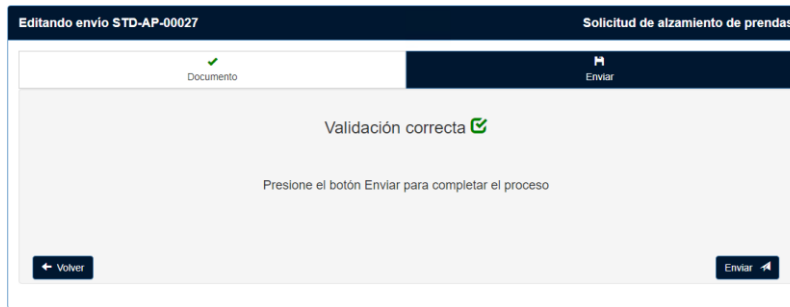 Editando envío STD-AP-00027 Solicitud de alzamiento de prendas
Documento Enviar
Validación correcta
Presione el botón Enviar para completar el proceso
Volver Enviar